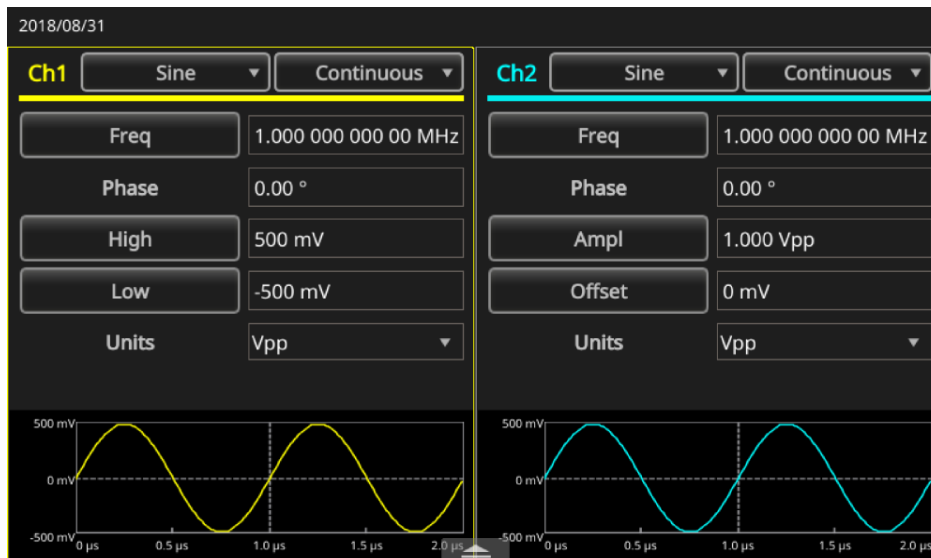 2018/08/31
Ch1 Sine Continuous
Freq 1.000 000 000 00 MHz
Phase 0.00 °
High 500 mV
Low -500 mV
Units Vpp
500 mV
0 mV
-500 mV
0 µs 0.5 µs 1.0 µs 1.5 µs 2.0 µs
Ch2 Sine Continuous
Freq 1.000 000 000 00 MHz
Phase 0.00 °
Ampl 1.000 Vpp
Offset 0 mV
Units Vpp
500 mV
0 mV
-500 mV
0 µs 0.5 µs 1.0 µs 1.5 µs 2.0 µs